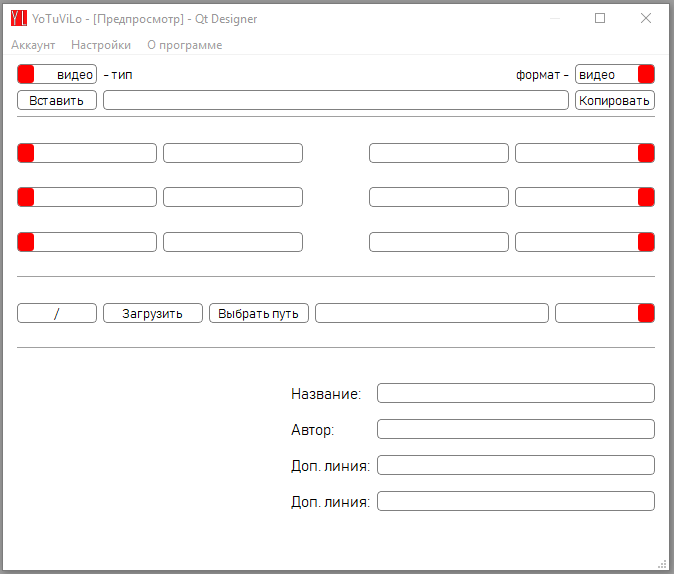 YoTuViLo - [Предпросмотр] - Qt Designer
Аккаунт Настройки О программе
видео - тип формат - видео
Вставить Копировать
/ Загрузить Выбрать путь
Название:
Автор:
Доп. линия:
Доп. линия: